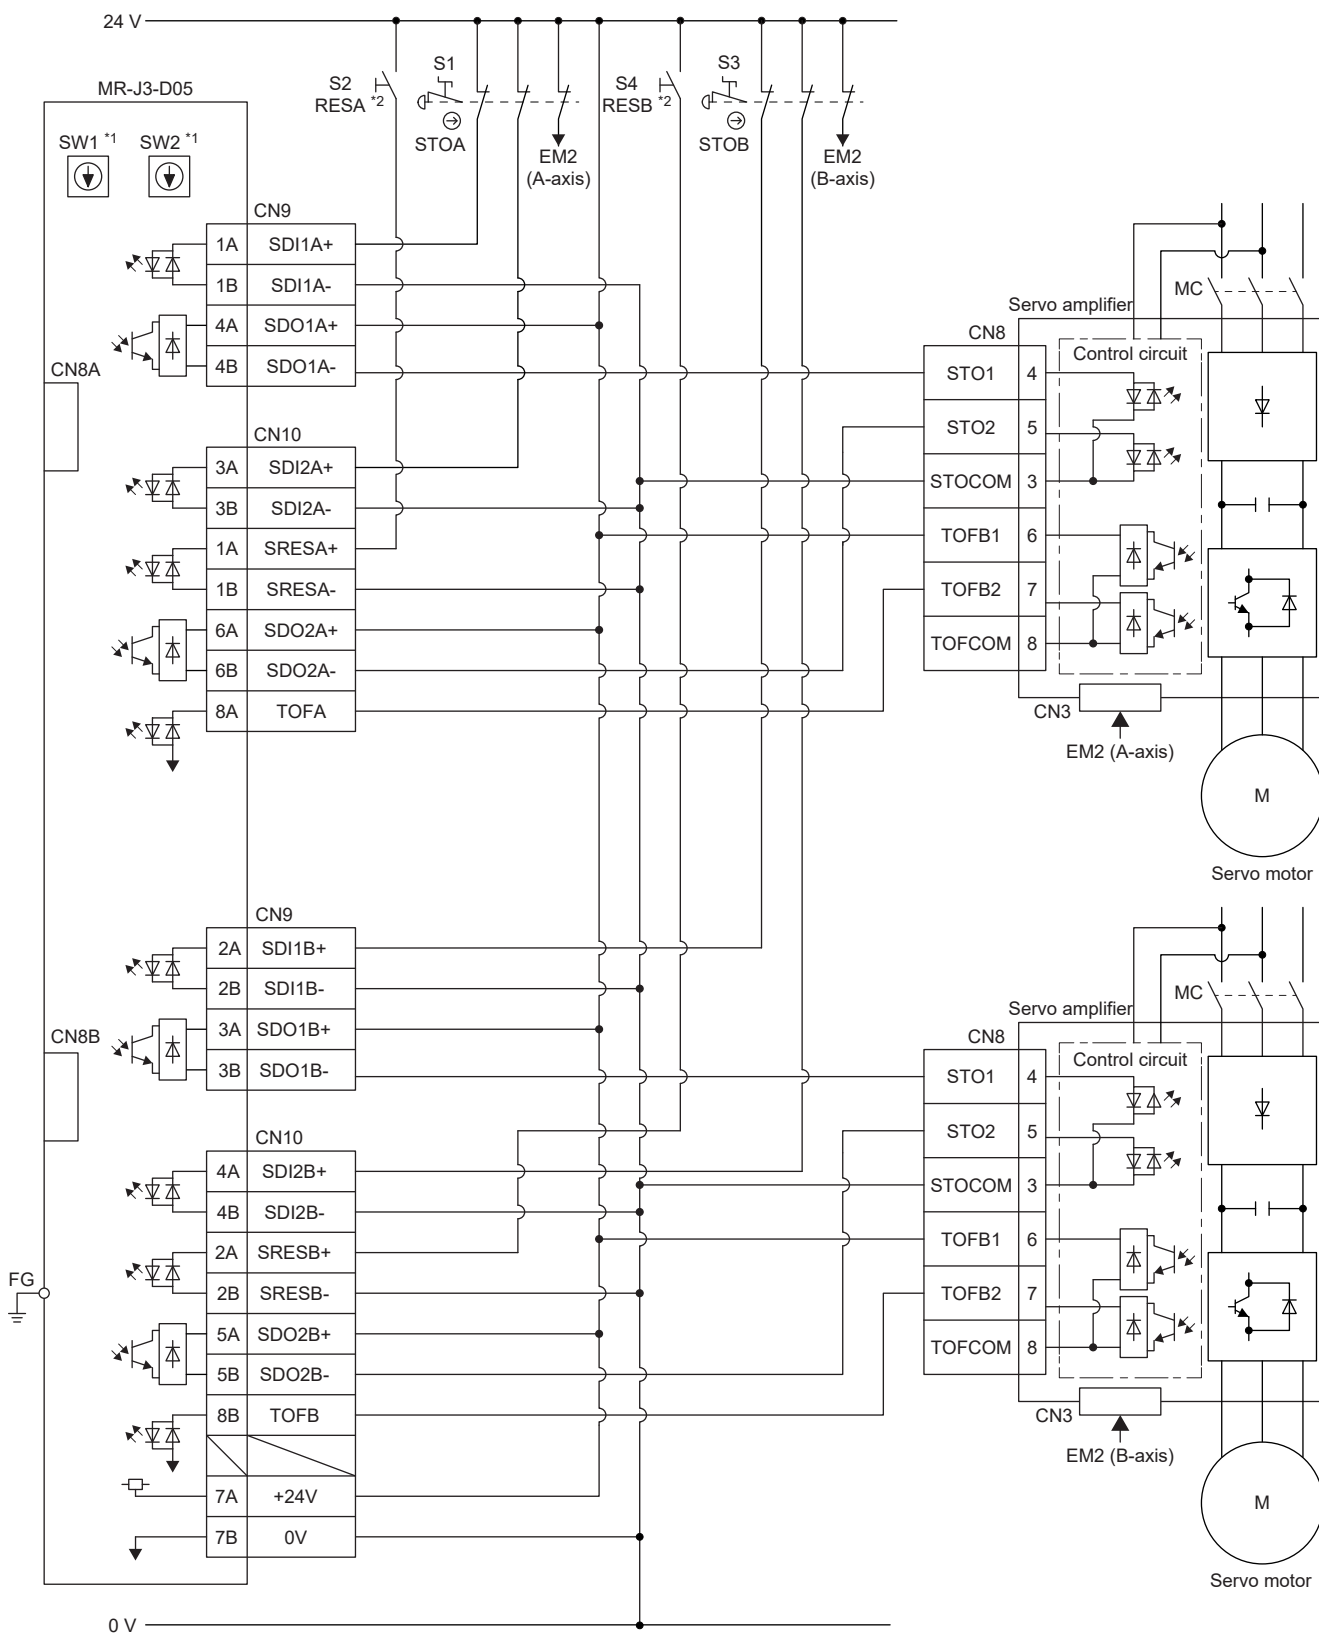 24 V
MR-J3-D05
SW1 *1
SW2 *1
S2
RESA *2
S1
STOA
EM2
(A-axis)
S4
RESB *2
S3
STOB
EM2
(B-axis)
CN9
1A SDI1A+
1B SDI1A-
4A SDO1A+
4B SDO1A-
CN8A
CN10
3A SDI2A+
3B SDI2A-
1A SRESA+
1B SRESA-
6A SDO2A+
6B SDO2A-
8A TOFA
MC
Servo amplifier
CN8
Control circuit
STO1 4
STO2 5
STOCOM 3
TOFB1 6
TOFB2 7
TOFCOM 8
CN3
EM2 (A-axis)
M
Servo motor
CN9
2A SDI1B+
2B SDI1B-
3A SDO1B+
3B SDO1B-
CN8B
CN10
4A SDI2B+
4B SDI2B-
2A SRESB+
2B SRESB-
5A SDO2B+
5B SDO2B-
8B TOFB
7A +24V
7B 0V
FG
MC
Servo amplifier
CN8
Control circuit
STO1 4
STO2 5
STOCOM 3
TOFB1 6
TOFB2 7
TOFCOM 8
CN3
EM2 (B-axis)
M
Servo motor
0 V